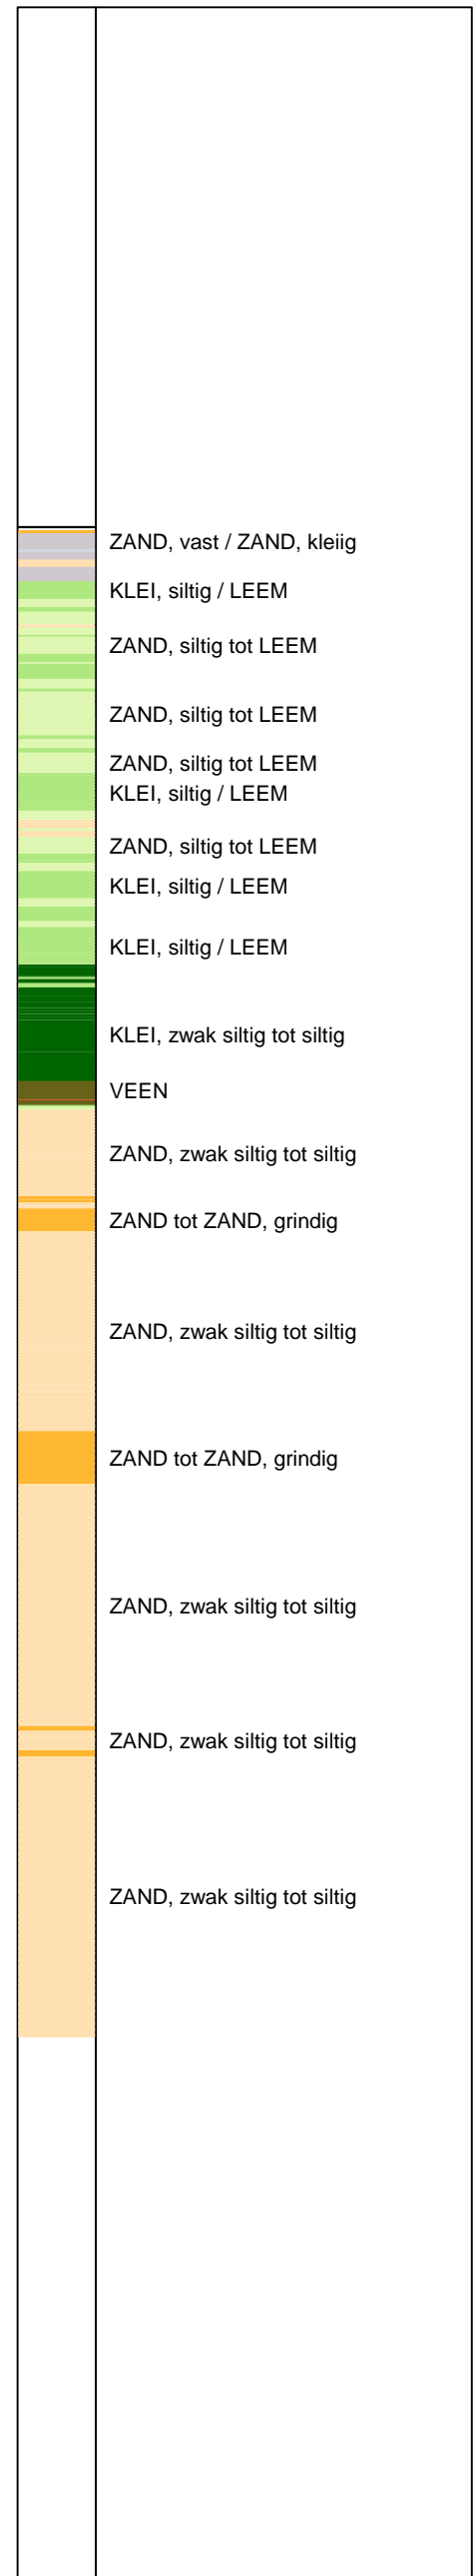 ZAND, vast / ZAND, kleiig
KLEI, siltig / LEEM
ZAND, siltig tot LEEM
ZAND, siltig tot LEEM
ZAND, siltig tot LEEM
KLEI, siltig / LEEM
ZAND, siltig tot LEEM
KLEI, siltig / LEEM
KLEI, siltig / LEEM
KLEI, zwak siltig tot siltig
VEEN
ZAND, zwak siltig tot siltig
ZAND tot ZAND, grindig
ZAND, zwak siltig tot siltig
ZAND tot ZAND, grindig
ZAND, zwak siltig tot siltig
ZAND, zwak siltig tot siltig
ZAND, zwak siltig tot siltig